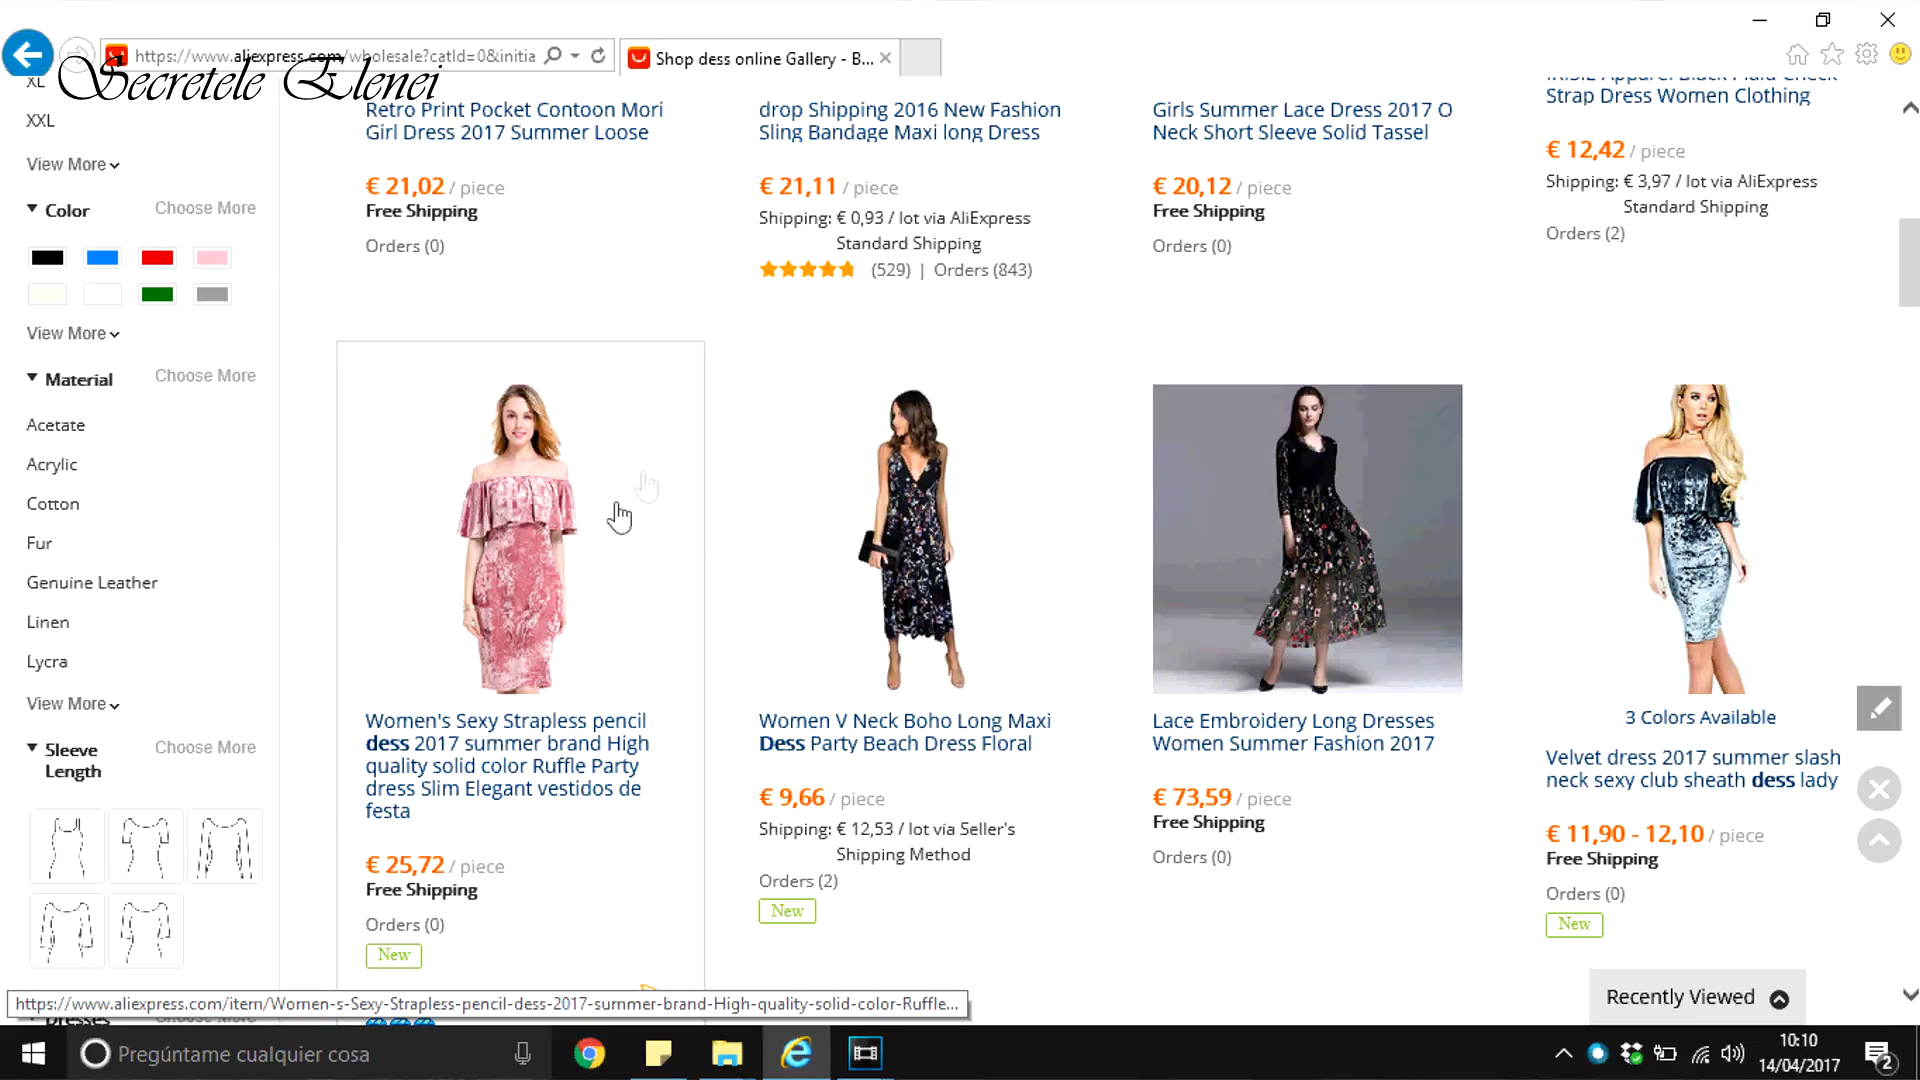 https://www.aliexpress.com/wholesale?catId=0&initia
Shop dess online Gallery - B...
Secretele Elenei
XL
XXL
View More
Color
Choose More
View More
Material
Choose More
Acetate
Acrylic
Cotton
Fur
Genuine Leather
Linen
Lycra
View More
Sleeve
Length
Choose More
Dresses
Choose More
Retro Print Pocket Contoon Mori
Girl Dress 2017 Summer Loose
€ 21,02 / piece
Free Shipping
Orders (0)
drop Shipping 2016 New Fashion
Sling Bandage Maxi long Dress
€ 21,11 / piece
Shipping: € 0,93 / lot via AliExpress
Standard Shipping
(529) | Orders (843)
Girls Summer Lace Dress 2017 O
Neck Short Sleeve Solid Tassel
€ 20,12 / piece
Free Shipping
Orders (0)
Apparel Black Plaid Check
Strap Dress Women Clothing
€ 12,42 / piece
Shipping: € 3,97 / lot via AliExpress
Standard Shipping
Orders (2)
Women's Sexy Strapless pencil
dess 2017 summer brand High
quality solid color Ruffle Party
dress Slim Elegant vestidos de
festa
€ 25,72 / piece
Free Shipping
Orders (0)
New
Women V Neck Boho Long Maxi
Dess Party Beach Dress Floral
€ 9,66 / piece
Shipping: € 12,53 / lot via Seller's
Shipping Method
Orders (2)
New
Lace Embroidery Long Dresses
Women Summer Fashion 2017
€ 73,59 / piece
Free Shipping
Orders (0)
3 Colors Available
Velvet dress 2017 summer slash
neck sexy club sheath dess lady
€ 11,90 - 12,10 / piece
Free Shipping
Orders (0)
New
Recently Viewed
https://www.aliexpress.com/item/Women-s-Sexy-Strapless-pencil-dess-2017-summer-brand-High-quality-solid-color-Ruffle...
Pregúntame cualquier cosa
10:10
14/04/2017
2